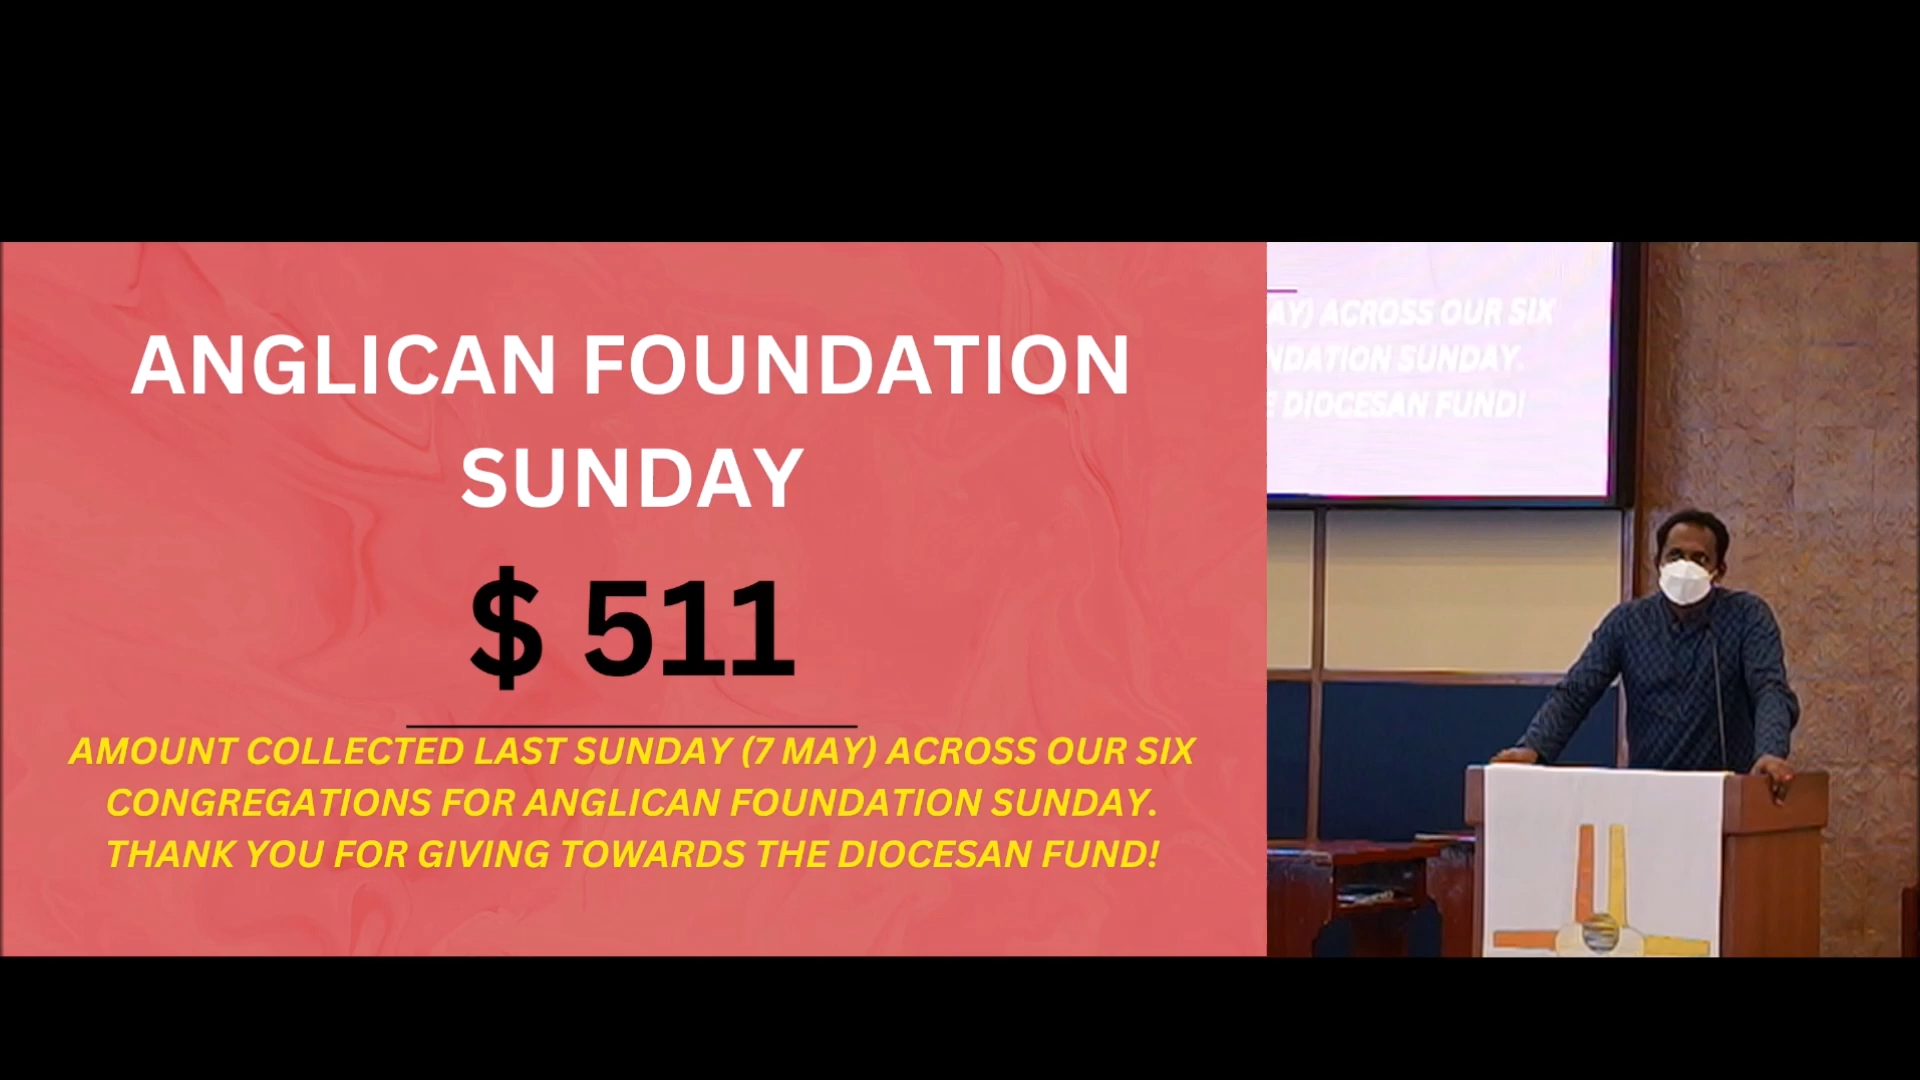 ANGLICAN FOUNDATION
SUNDAY
$ 511
AMOUNT COLLECTED LAST SUNDAY (7 MAY) ACROSS OUR SIX
CONGREGATIONS FOR ANGLICAN FOUNDATION SUNDAY.
THANK YOU FOR GIVING TOWARDS THE DIOCESAN FUND!
AY) ACROSS OUR SIX
NDATION SUNDAY.
E DIOCESAN FUND!